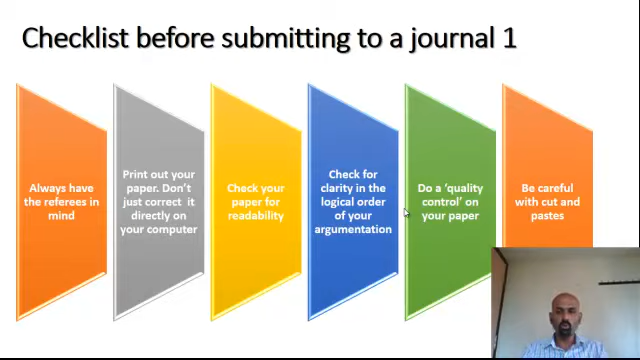 Checklist before submitting to a journal 1
Always have
the referees in
mind
Print out your
paper. Don't
just correct it
directly on
your computer
Check your
paper for
readability
Check for
clarity in the
logical order
of your
argumentation
Do a 'quality
control' on
your paper
Be careful
with cut and
pastes